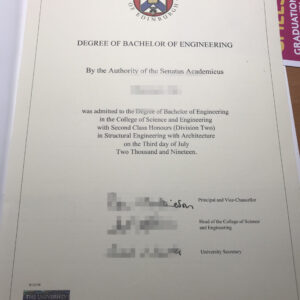 OF EDINBURGH
DEGREE OF BACHELOR OF ENGINEERING
By the Authority of the Senatus Academicus
was admitted to the Degree of Bachelor of Engineering
in the College of Science and Engineering
with Second Class Honours (Division Two)
in Structural Engineering with Architecture
on the Third day of July
Two Thousand and Nineteen.
Principal and Vice-Chancellor
Head of the College of Science
and Engineering
University Secretary
GRADUATION